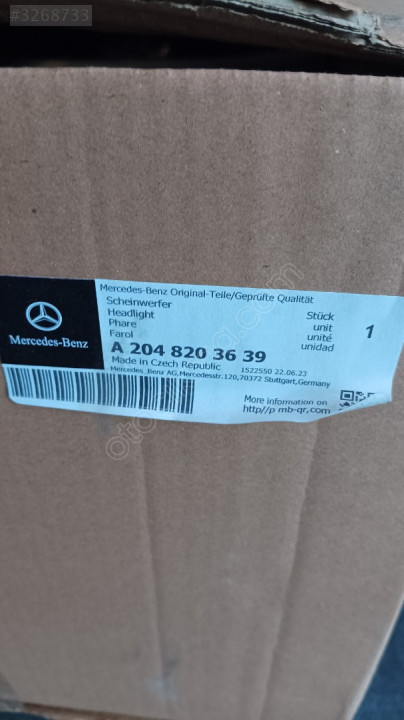 #3268733
Mercedes-Benz Original-Teile/Geprüfte Qualität
Scheinwerfer
Headlight
Phare
Farol
Stück
unit
unité
unidad
1
Mercedes-Benz
A 204 820 36 39
Made in Czech Republic
1522550 22.06.23
Mercedes_Benz AG,Mercedesstr.120,70372 Stuttgart,Germany
More information on
http//p mb-qr.com